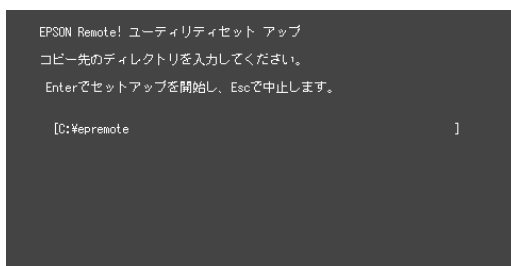 EPSON Remote! ユーティリティセット アップ
コピー先のディレクトリを入力してください。
Enterでセットアップを開始し、Escで中止します。
[C:¥epremote ]